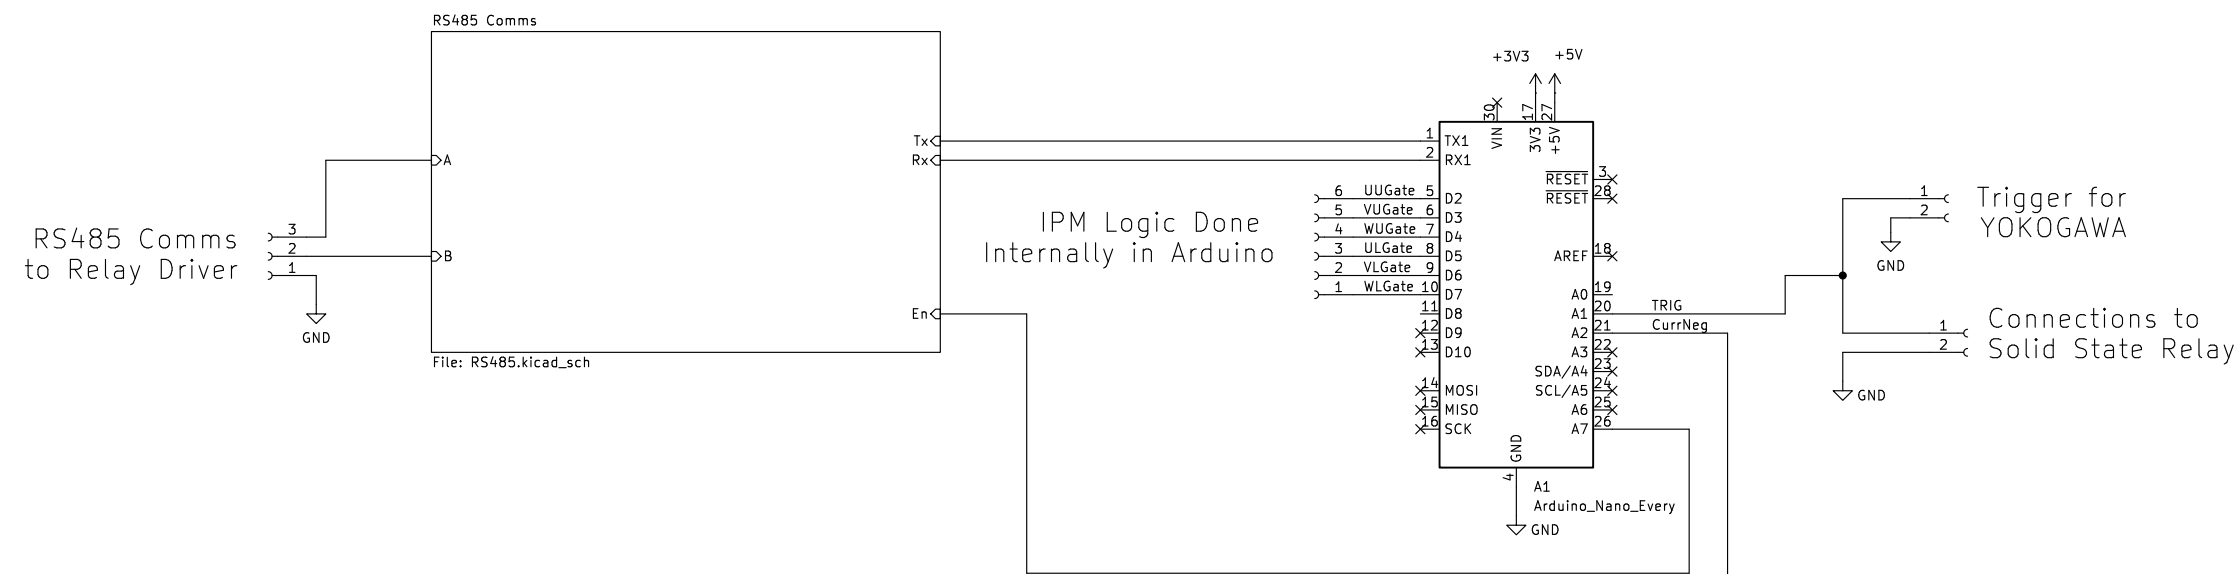 RS485 Comms
A
B
Tx
Rx
En
File: RS485.kicad_sch
RS485 Comms
to Relay Driver
3
2
1
GND
IPM Logic Done
Internally in Arduino
6 UUGate 5 D2
5 VUGate 6 D3
4 WUGate 7 D4
3 ULGate 8 D5
2 VLGate 9 D6
1 WLGate 10 D7
11 D8
12 D9
13 D10
14 MOSI
15 MISO
16 SCK
1 TX1
2 RX1
+3V3
+5V
30 VIN
17 3V3
27 +5V
3 RESET
28 RESET
18 AREF
19 A0
20 A1 TRIG
21 A2 CurrNeg
22 A3
23 SDA/A4
24 SCL/A5
25 A6
26 A7
GND
4
A1
Arduino_Nano_Every
GND
1
2
GND
Trigger for
YOKOGAWA
1
2
GND
Connections to
Solid State Relay